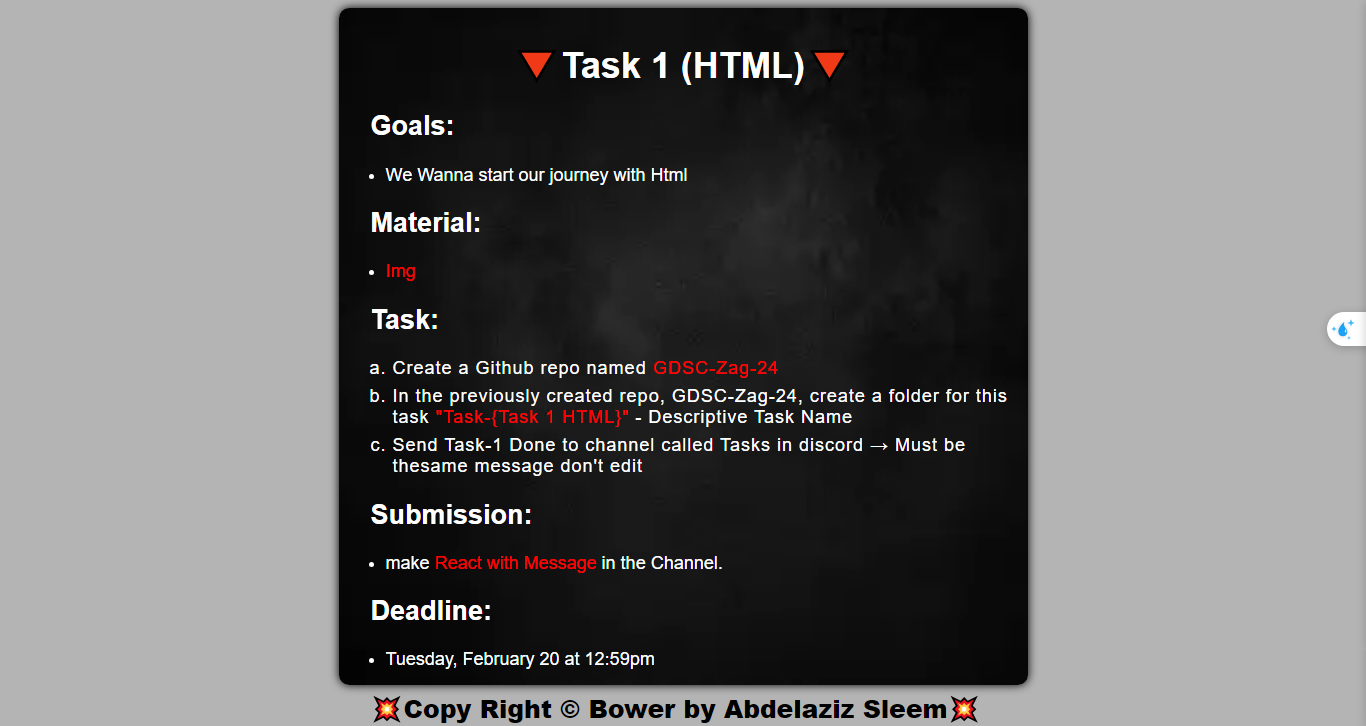 🔻Task 1 (HTML)🔻
Goals:
• We Wanna start our journey with Html
Material:
• Img
Task:
a. Create a Github repo named GDSC-Zag-24
b. In the previously created repo, GDSC-Zag-24, create a folder for this
task "Task-{Task 1 HTML}" - Descriptive Task Name
c. Send Task-1 Done to channel called Tasks in discord → Must be
thesame message don't edit
Submission:
• make React with Message in the Channel.
Deadline:
• Tuesday, February 20 at 12:59pm
💥Copy Right © Bower by Abdelaziz Sleem💥